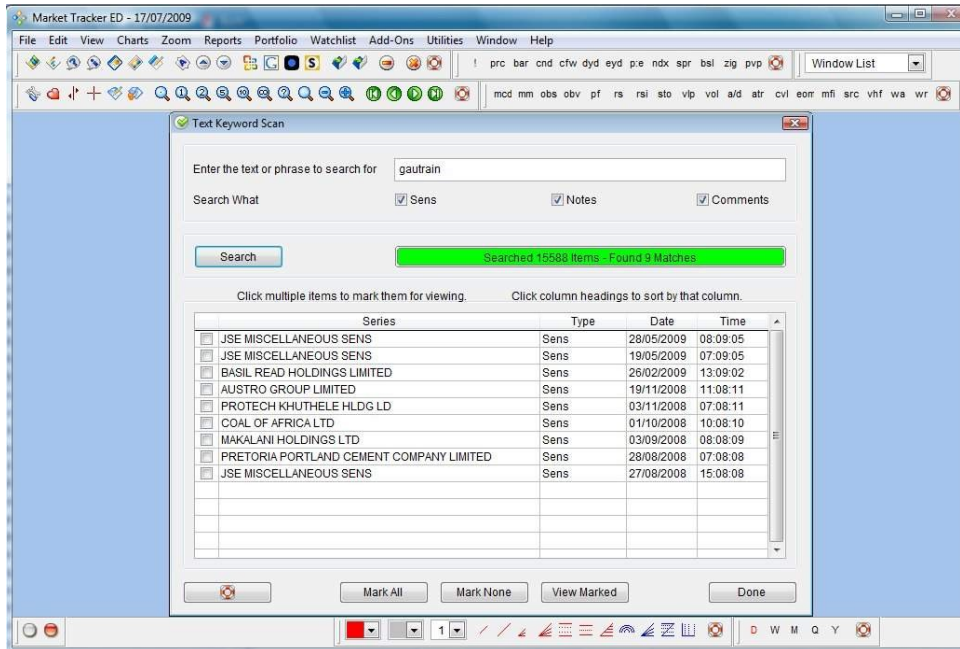 Market Tracker ED - 17/07/2009
File Edit View Charts Zoom Reports Portfolio Watchlist Add-Ons Utilities Window Help
! prc bar cnd cfw dyd eyd p:e ndx spr bsl zig pvp Window List
mcd mm obs obv pf rs rsi sto vlp vol a/d atr cvl eom mfi src vhf wa wr
Text Keyword Scan
Enter the text or phrase to search for gautrain
Search What Sens Notes Comments
Search Searched 15588 Items - Found 9 Matches
Click multiple items to mark them for viewing. Click column headings to sort by that column.
Series Type Date Time
JSE MISCELLANEOUS SENS Sens 28/05/2009 08:09:05
JSE MISCELLANEOUS SENS Sens 19/05/2009 07:09:05
BASIL READ HOLDINGS LIMITED Sens 26/02/2009 13:09:02
AUSTRO GROUP LIMITED Sens 19/11/2008 11:08:11
PROTECH KHUTHELE HLDG LD Sens 03/11/2008 07:08:11
COAL OF AFRICA LTD Sens 01/10/2008 10:08:10
MAKALANI HOLDINGS LTD Sens 03/09/2008 08:08:09
PRETORIA PORTLAND CEMENT COMPANY LIMITED Sens 28/08/2008 07:08:08
JSE MISCELLANEOUS SENS Sens 27/08/2008 15:08:08
Mark All Mark None View Marked Done
1 D W M Q Y